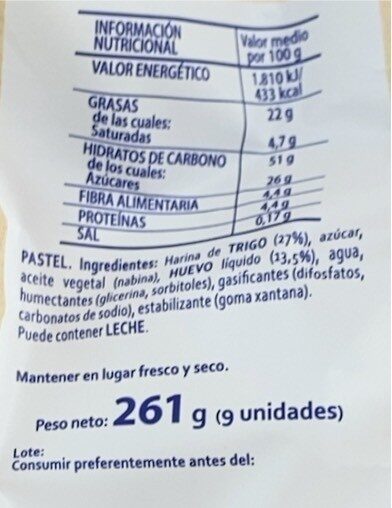 INFORMACIÓN NUTRICIONAL
Valor medio por 100 g
VALOR ENERGÉTICO 1.810 kJ/ 433 kcal
GRASAS 22 g
de las cuales:
Saturadas 4,7 g
HIDRATOS DE CARBONO 51 g
de los cuales:
Azúcares 26 g
FIBRA ALIMENTARIA 4,4 g
PROTEÍNAS 4,4 g
SAL 0,17 g
PASTEL. Ingredientes: Harina de TRIGO (27%), azúcar,
aceite vegetal (nabina), HUEVO líquido (13,5%), agua,
humectantes (glicerina, sorbitoles), gasificantes (difosfatos,
carbonatos de sodio), estabilizante (goma xantana).
Puede contener LECHE.
Mantener en lugar fresco y seco.
Peso neto: 261 g (9 unidades)
Lote:
Consumir preferentemente antes del: